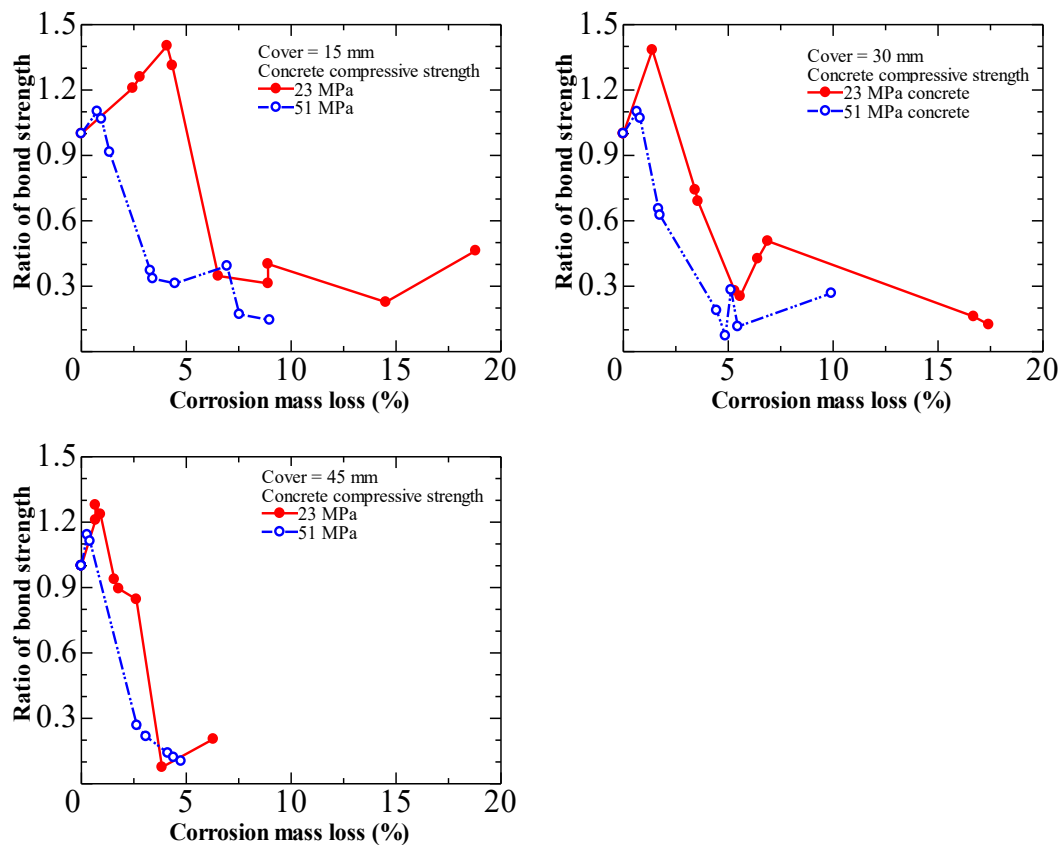 1.5
1.2
0.9
0.6
0.3
Ratio of bond strength
Cover = 15 mm
Concrete compressive strength
23 MPa
51 MPa
0 5 10 15 20
Corrosion mass loss (%)
1.5
1.2
0.9
0.6
0.3
Ratio of bond strength
Cover = 30 mm
Concrete compressive strength
23 MPa concrete
51 MPa concrete
0 5 10 15 20
Corrosion mass loss (%)
1.5
1.2
0.9
0.6
0.3
Ratio of bond strength
Cover = 45 mm
Concrete compressive strength
23 MPa
51 MPa
0 5 10 15 20
Corrosion mass loss (%)